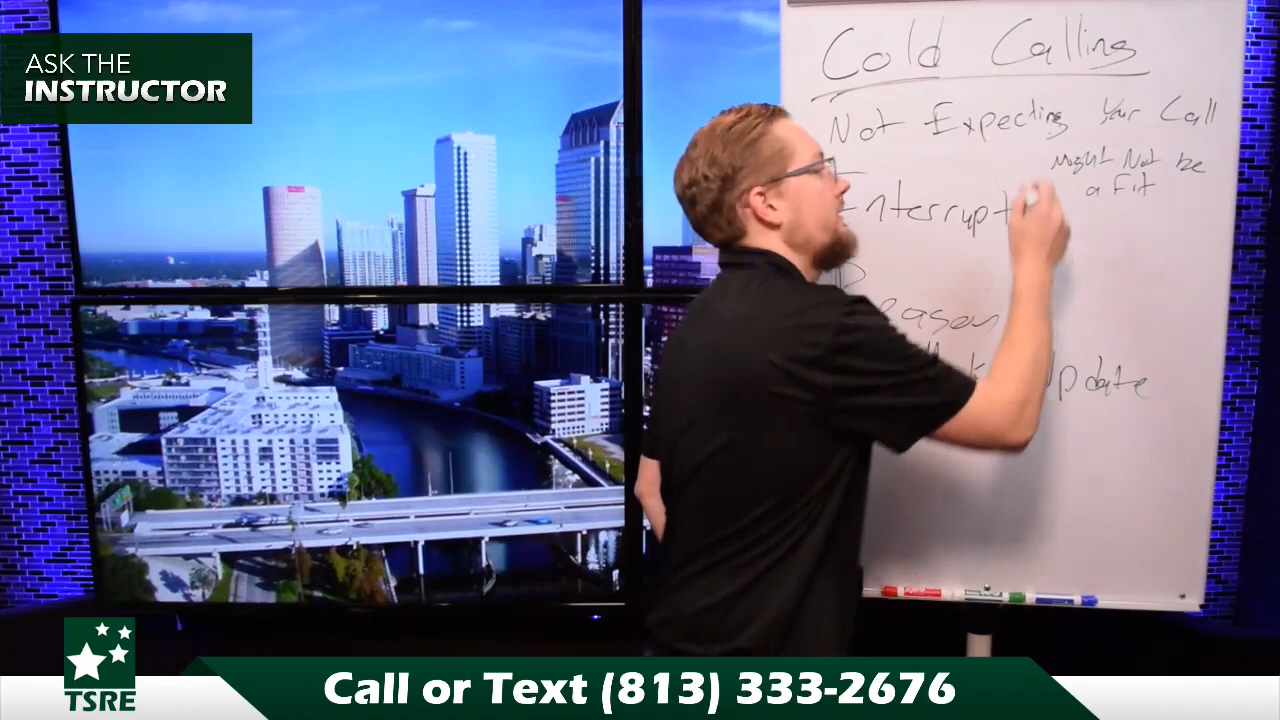 ASK THE
INSTRUCTOR
Cold Calling
Not Expecting Your Call
Might Not be
a Fit
Interrupt
Reason
Update
TSRE
Call or Text (813) 333-2676